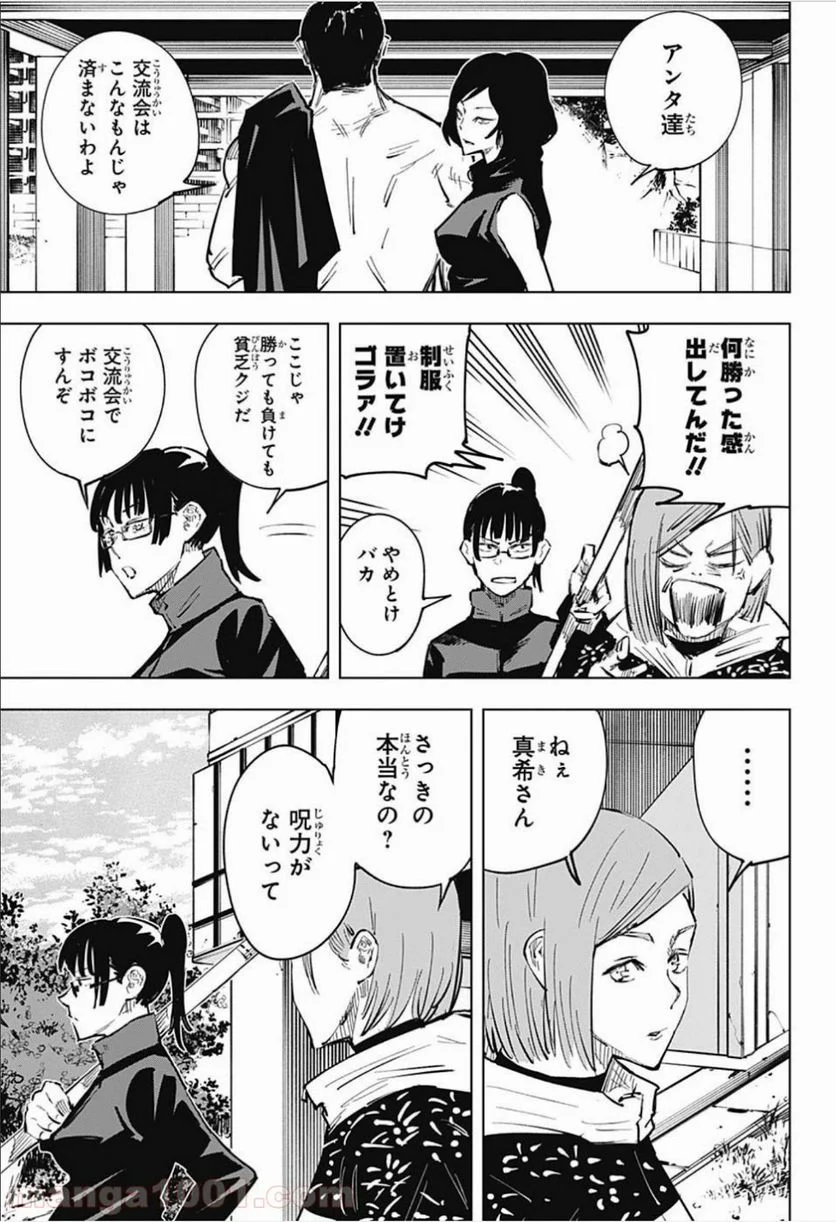 アンタ達
交流会は
こんなもんじゃ
済まないわよ
何勝った感
出してんだ!!
制服
置いてけ
ゴラァ!!
やめとけ
バカ
ここじゃ
勝っても負けても
貧乏クジだ
交流会で
ボコボコに
すんぞ
……
ねぇ
真希さん
さっきの
本当なの?
呪力が
ないって
manga1001.com